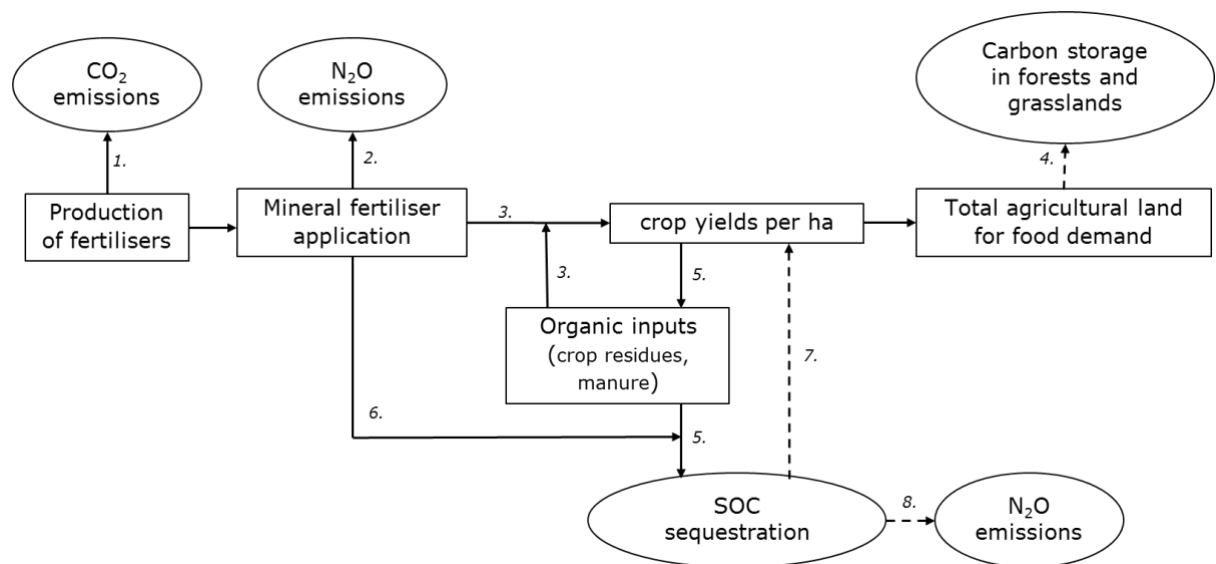 CO₂
emissions
N₂O
emissions
Carbon storage
in forests and
grasslands
1.
2.
4.
Production
of fertilisers
Mineral fertiliser
application
3.
crop yields per ha
Total agricultural land
for food demand
3.
5.
Organic inputs
(crop residues,
manure)
7.
6.
5.
SOC
sequestration
8.
N₂O
emissions